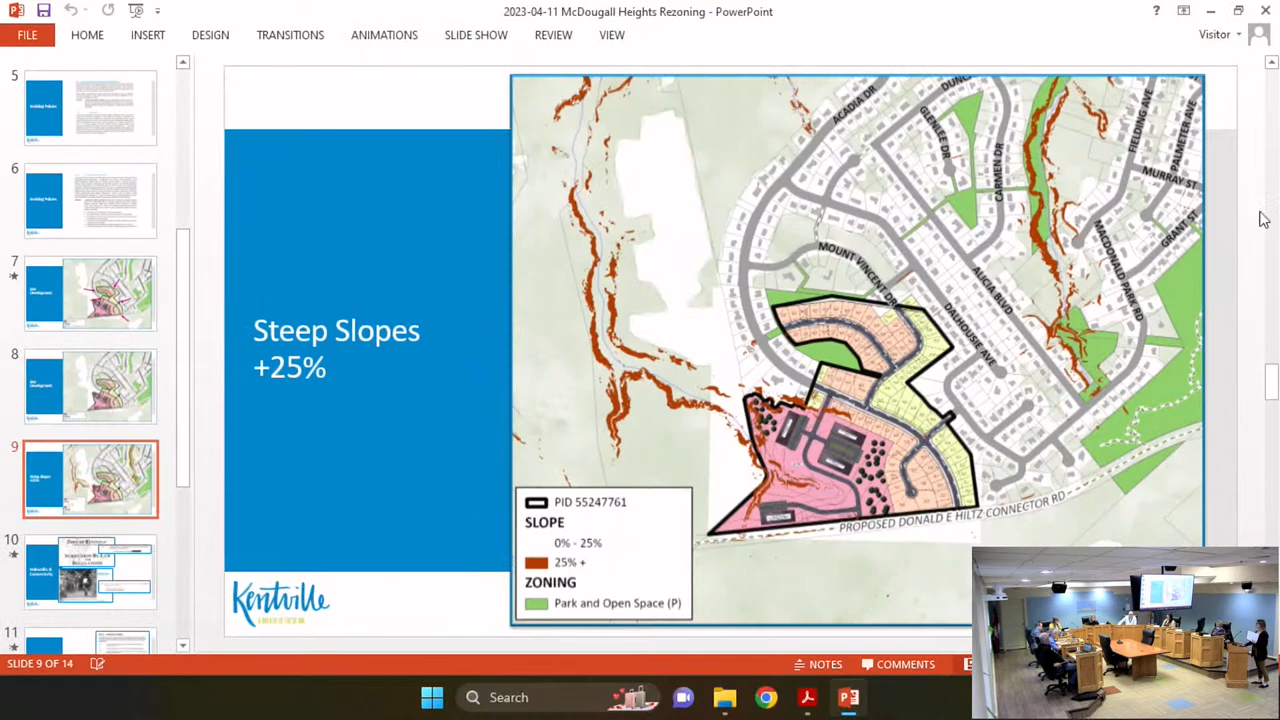 2023-04-11 McDougall Heights Rezoning - PowerPoint
?
FILE
HOME
INSERT
DESIGN
TRANSITIONS
ANIMATIONS
SLIDE SHOW
REVIEW
VIEW
Visitor
5
6
7
8
9
10
11
Steep Slopes
+25%
Kentville
ACADIA DR
GLENLEE DR
CARMEN DR
FIELDING AVE
PALMETER AVE
MURRAY ST
GRANT ST
MACDONALD PARK RD
MOUNT VINCENT DR
ALICIA BLVD
DALHOUSIE AVE
PROPOSED DONALD E HILTZ CONNECTOR RD
PID 55247761
SLOPE
0% - 25%
25% +
ZONING
Park and Open Space (P)
SLIDE 9 OF 14
NOTES
COMMENTS
Search